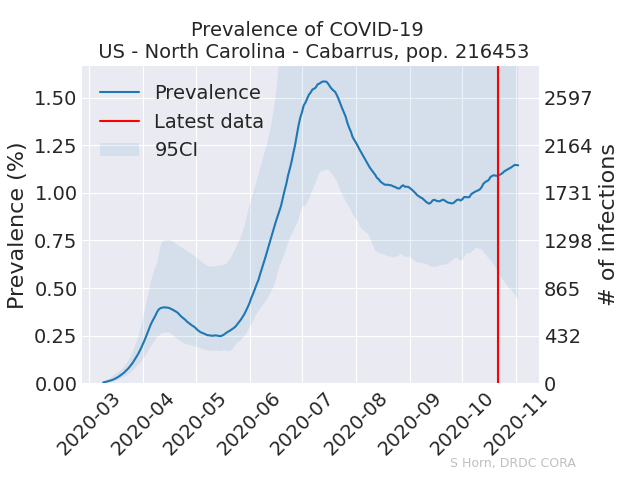 Prevalence of COVID-19
US - North Carolina - Cabarrus, pop. 216453
Prevalence
Latest data
95CI
Prevalence (%)
1.50
1.25
1.00
0.75
0.50
0.25
0.00
2597
2164
1731
1298
865
432
0
# of infections
2020-03
2020-04
2020-05
2020-06
2020-07
2020-08
2020-09
2020-10
2020-11
S Horn, DRDC CORA